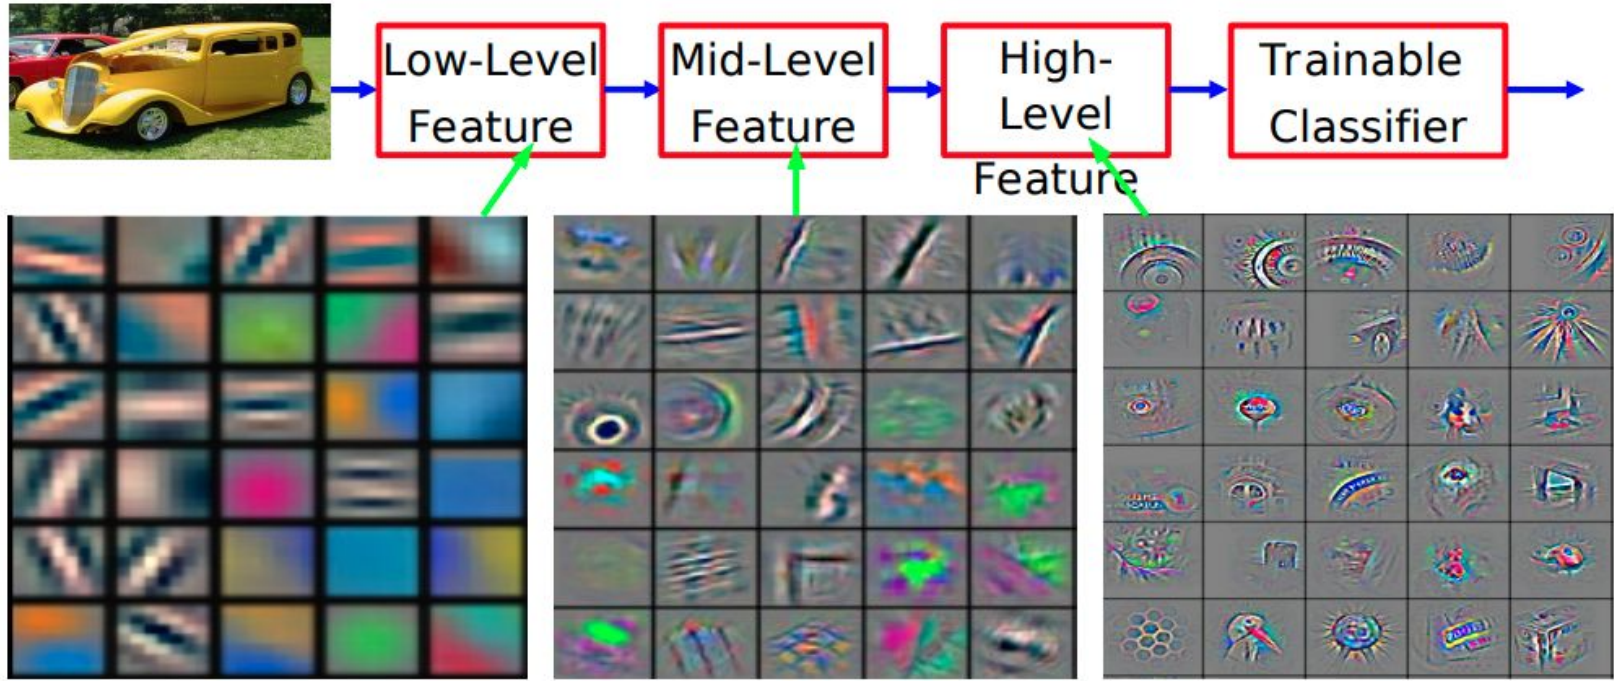 Low-Level
Feature
Mid-Level
Feature
High-
Level
Feature
Trainable
Classifier